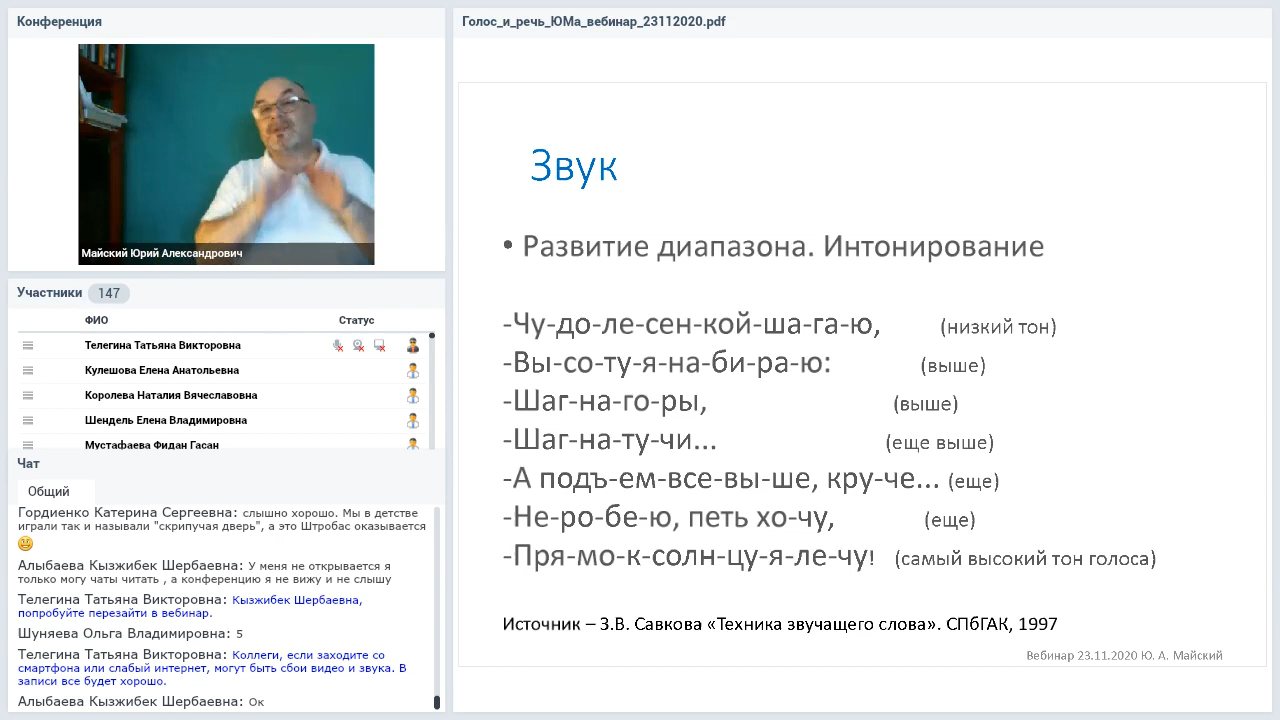 Конференция
Майский Юрий Александрович
Участники 147
ФИО Статус
Телегина Татьяна Викторовна
Кулешова Елена Анатольевна
Королева Наталия Вячеславовна
Шендель Елена Владимировна
Мустафаева Фидан Гасан
Чат
Общий
Гордиенко Катерина Сергеевна: слышно хорошо. Мы в детстве
играли так и называли "скрипучая дверь", а это Штробас оказывается
Алыбаева Кызжибек Шербаевна: У меня не открывается я
только могу чаты читать , а конференцию я не вижу и не слышу
Телегина Татьяна Викторовна: Кызжибек Шербаевна,
попробуйте перезайти в вебинар.
Шуняева Ольга Владимировна: 5
Телегина Татьяна Викторовна: Коллеги, если заходите со
смартфона или слабый интернет, могут быть сбои видео и звука. В
записи все будет хорошо.
Алыбаева Кызжибек Шербаевна: Ок
Голос_и_речь_ЮМа_вебинар_23112020.pdf
Звук
• Развитие диапазона. Интонирование
-Чу-до-ле-сен-кой-ша-га-ю, (низкий тон)
-Вы-со-ту-я-на-би-ра-ю: (выше)
-Шаг-на-го-ры, (выше)
-Шаг-на-ту-чи... (еще выше)
-А подъ-ем-все-вы-ше, кру-че... (еще)
-Не-ро-бе-ю, петь хо-чу, (еще)
-Пря-мо-к-солн-цу-я-ле-чу! (самый высокий тон голоса)
Источник – З.В. Савкова «Техника звучащего слова». СПбГАК, 1997
Вебинар 23.11.2020 Ю. А. Майский